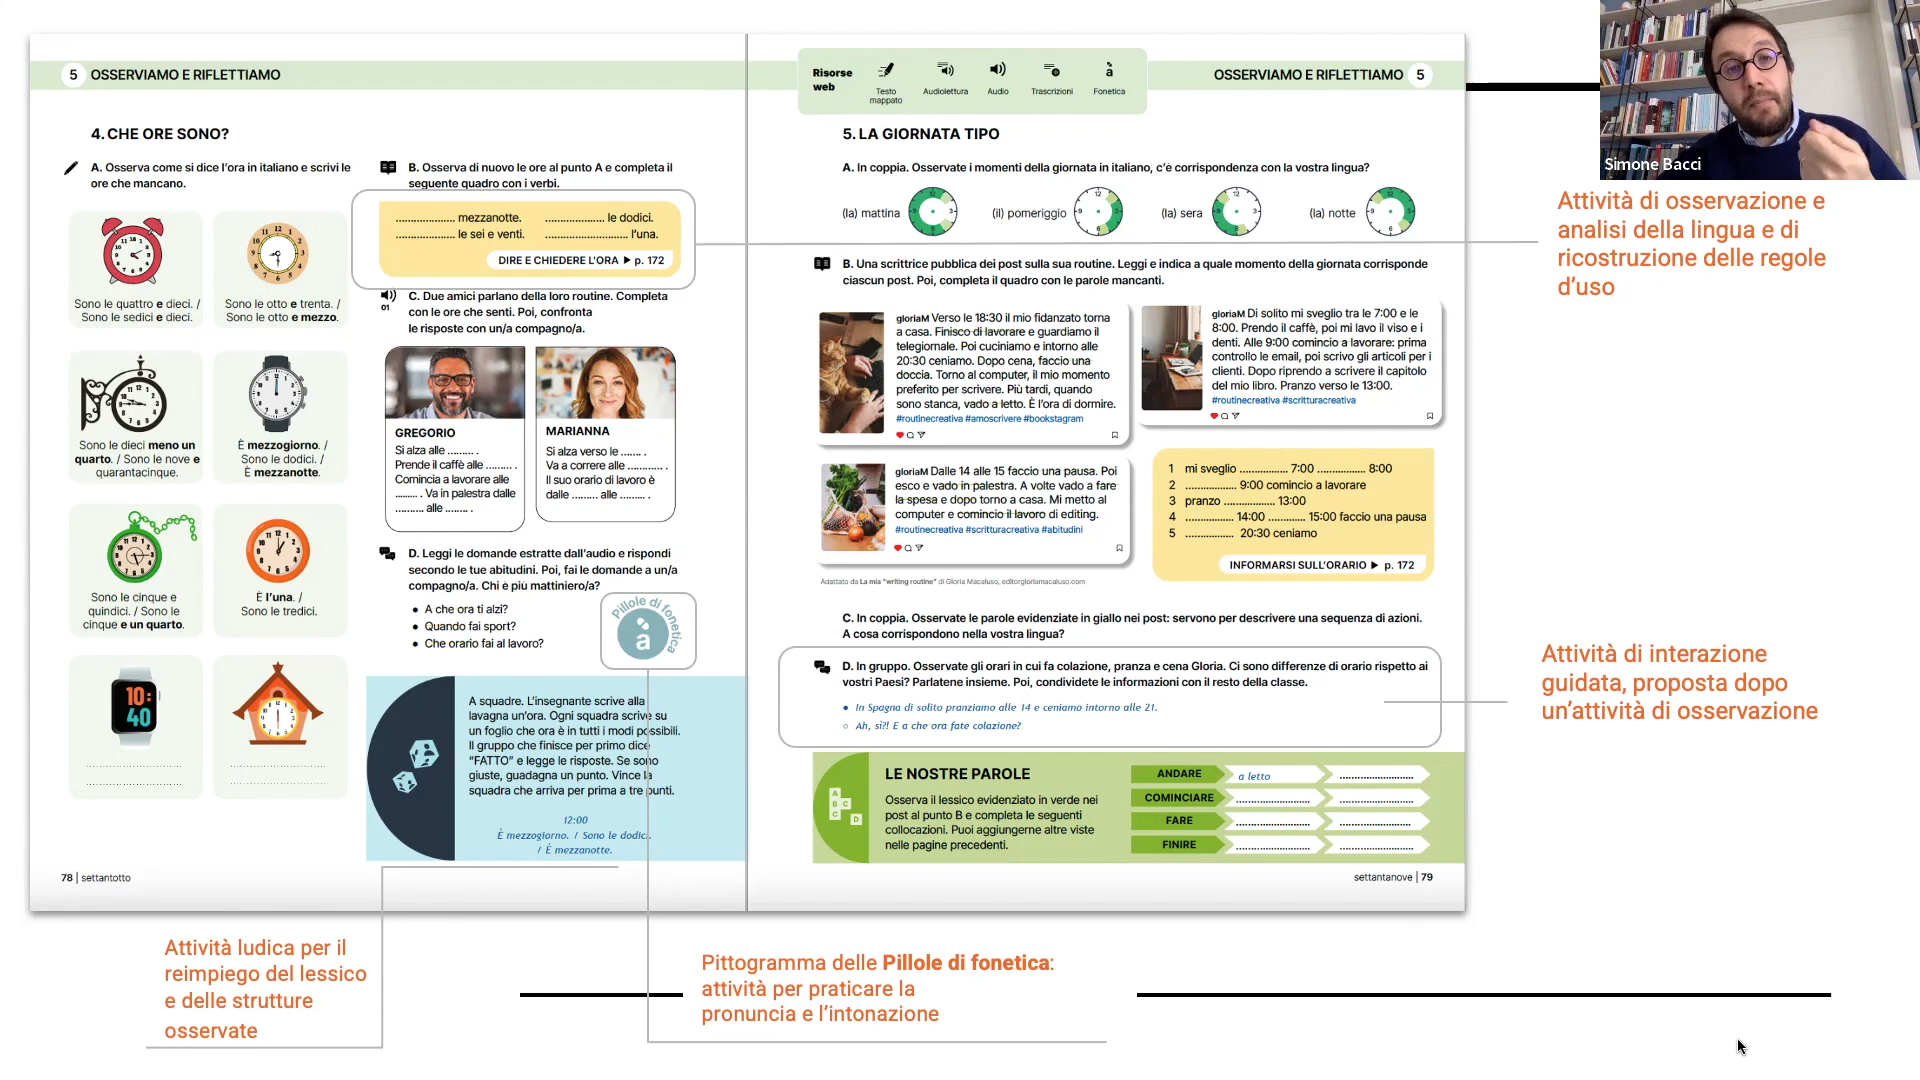 5 OSSERVIAMO E RIFLETTIAMO
4. CHE ORE SONO?
A. Osserva come si dice l’ora in italiano e scrivi le
ore che mancano.
Sono le quattro e dieci. /
Sono le sedici e dieci.
Sono le otto e trenta. /
Sono le otto e mezzo.
Sono le dieci meno un
quarto. / Sono le nove e
quarantacinque.
È mezzogiorno. /
Sono le dodici. /
È mezzanotte.
Sono le cinque e
quindici. / Sono le
cinque e un quarto.
È l’una. /
Sono le tredici.
10:
40
B. Osserva di nuovo le ore al punto A e completa il
seguente quadro con i verbi.
.................... mezzanotte.
.................... le dodici.
.................... le sei e venti.
............................ l’una.
DIRE E CHIEDERE L’ORA ▶ p. 172
01
C. Due amici parlano della loro routine. Completa
con le ore che senti. Poi, confronta
le risposte con un/a compagno/a.
GREGORIO
Si alza alle ......... .
Prende il caffè alle ......... .
Comincia a lavorare alle
......... . Va in palestra dalle
.......... alle ........ .
MARIANNA
Si alza verso le ....... .
Va a correre alle ............ .
Il suo orario di lavoro è
dalle ......... alle ......... .
D. Leggi le domande estratte dall’audio e rispondi
secondo le tue abitudini. Poi, fai le domande a un/a
compagno/a. Chi è più mattiniero/a?
• A che ora ti alzi?
• Quando fai sport?
• Che orario fai al lavoro?
Pillole di fonetica
a
A squadre. L’insegnante scrive alla
lavagna un’ora. Ogni squadra scrive su
un foglio che ora è in tutti i modi possibili.
Il gruppo che finisce per primo dice
“FATTO” e legge le risposte. Se sono
giuste, guadagna un punto. Vince la
squadra che arriva per prima a tre punti.
12:00
È mezzogiorno. / Sono le dodici.
/ È mezzanotte.
78 | settantotto
Risorse
web
Testo
mappato
Audiolettura
Audio
Trascrizioni
a
Fonetica
OSSERVIAMO E RIFLETTIAMO 5
5. LA GIORNATA TIPO
A. In coppia. Osservate i momenti della giornata in italiano, c’è corrispondenza con la vostra lingua?
(la) mattina
(il) pomeriggio
(la) sera
(la) notte
B. Una scrittrice pubblica dei post sulla sua routine. Leggi e indica a quale momento della giornata corrisponde
ciascun post. Poi, completa il quadro con le parole mancanti.
gloriaM Verso le 18:30 il mio fidanzato torna
a casa. Finisco di lavorare e guardiamo il
telegiornale. Poi cuciniamo e intorno alle
20:30 ceniamo. Dopo cena, faccio una
doccia. Torno al computer, il mio momento
preferito per scrivere. Più tardi, quando
sono stanca, vado a letto. È l’ora di dormire.
#routinecreativa #amoscrivere #bookstagram
gloriaM Di solito mi sveglio tra le 7:00 e le
8:00. Prendo il caffè, poi mi lavo il viso e i
denti. Alle 9:00 comincio a lavorare: prima
controllo le email, poi scrivo gli articoli per i
clienti. Dopo riprendo a scrivere il capitolo
del mio libro. Pranzo verso le 13:00.
#routinecreativa #scritturacreativa
gloriaM Dalle 14 alle 15 faccio una pausa. Poi
esco e vado in palestra. A volte vado a fare
la spesa e dopo torno a casa. Mi metto al
computer e comincio il lavoro di editing.
#routinecreativa #scritturacreativa #abitudini
Adattato da La mia “writing routine” di Gloria Macaluso, editorgloriamacaluso.com
1 mi sveglio ................ 7:00 ................ 8:00
2 ................. 9:00 comincio a lavorare
3 pranzo ................. 13:00
4 ................ 14:00 ............. 15:00 faccio una pausa
5 ................ 20:30 ceniamo
INFORMARSI SULL’ORARIO ▶ p. 172
C. In coppia. Osservate le parole evidenziate in giallo nei post: servono per descrivere una sequenza di azioni.
A cosa corrispondono nella vostra lingua?
D. In gruppo. Osservate gli orari in cui fa colazione, pranza e cena Gloria. Ci sono differenze di orario rispetto ai
vostri Paesi? Parlatene insieme. Poi, condividete le informazioni con il resto della classe.
• In Spagna di solito pranziamo alle 14 e ceniamo intorno alle 21.
○ Ah, sì?! E a che ora fate colazione?
A
B C
C D
LE NOSTRE PAROLE
Osserva il lessico evidenziato in verde nei
post al punto B e completa le seguenti
collocazioni. Puoi aggiungerne altre viste
nelle pagine precedenti.
ANDARE a letto .........................
COMINCIARE ......................... .........................
FARE ......................... .........................
FINIRE ......................... .........................
settantanove | 79
Simone Bacci
Attività di osservazione e
analisi della lingua e di
ricostruzione delle regole
d’uso
Attività di interazione
guidata, proposta dopo
un’attività di osservazione
Attività ludica per il
reimpiego del lessico
e delle strutture
osservate
Pittogramma delle Pillole di fonetica:
attività per praticare la
pronuncia e l’intonazione